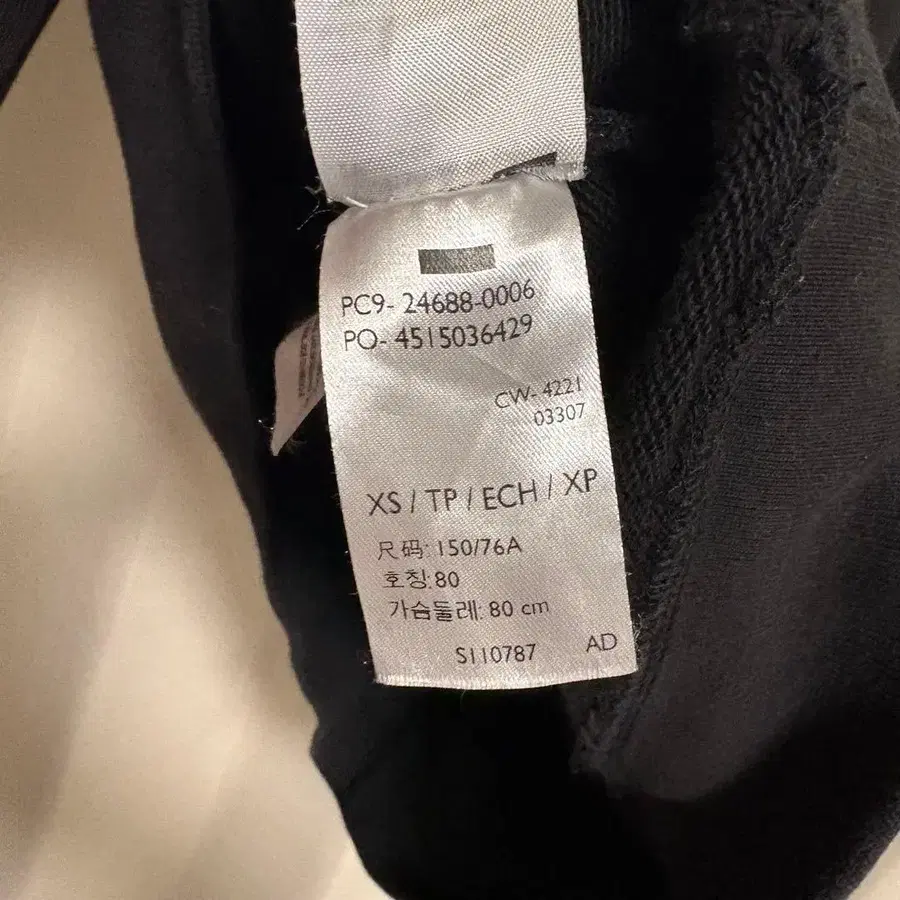 PC9- 24688-0006
PO- 4515036429
CW- 4221
03307
XS / TP / ECH / XP
尺码: 150/76A
호칭:80
가슴둘레: 80 cm
S110787 AD